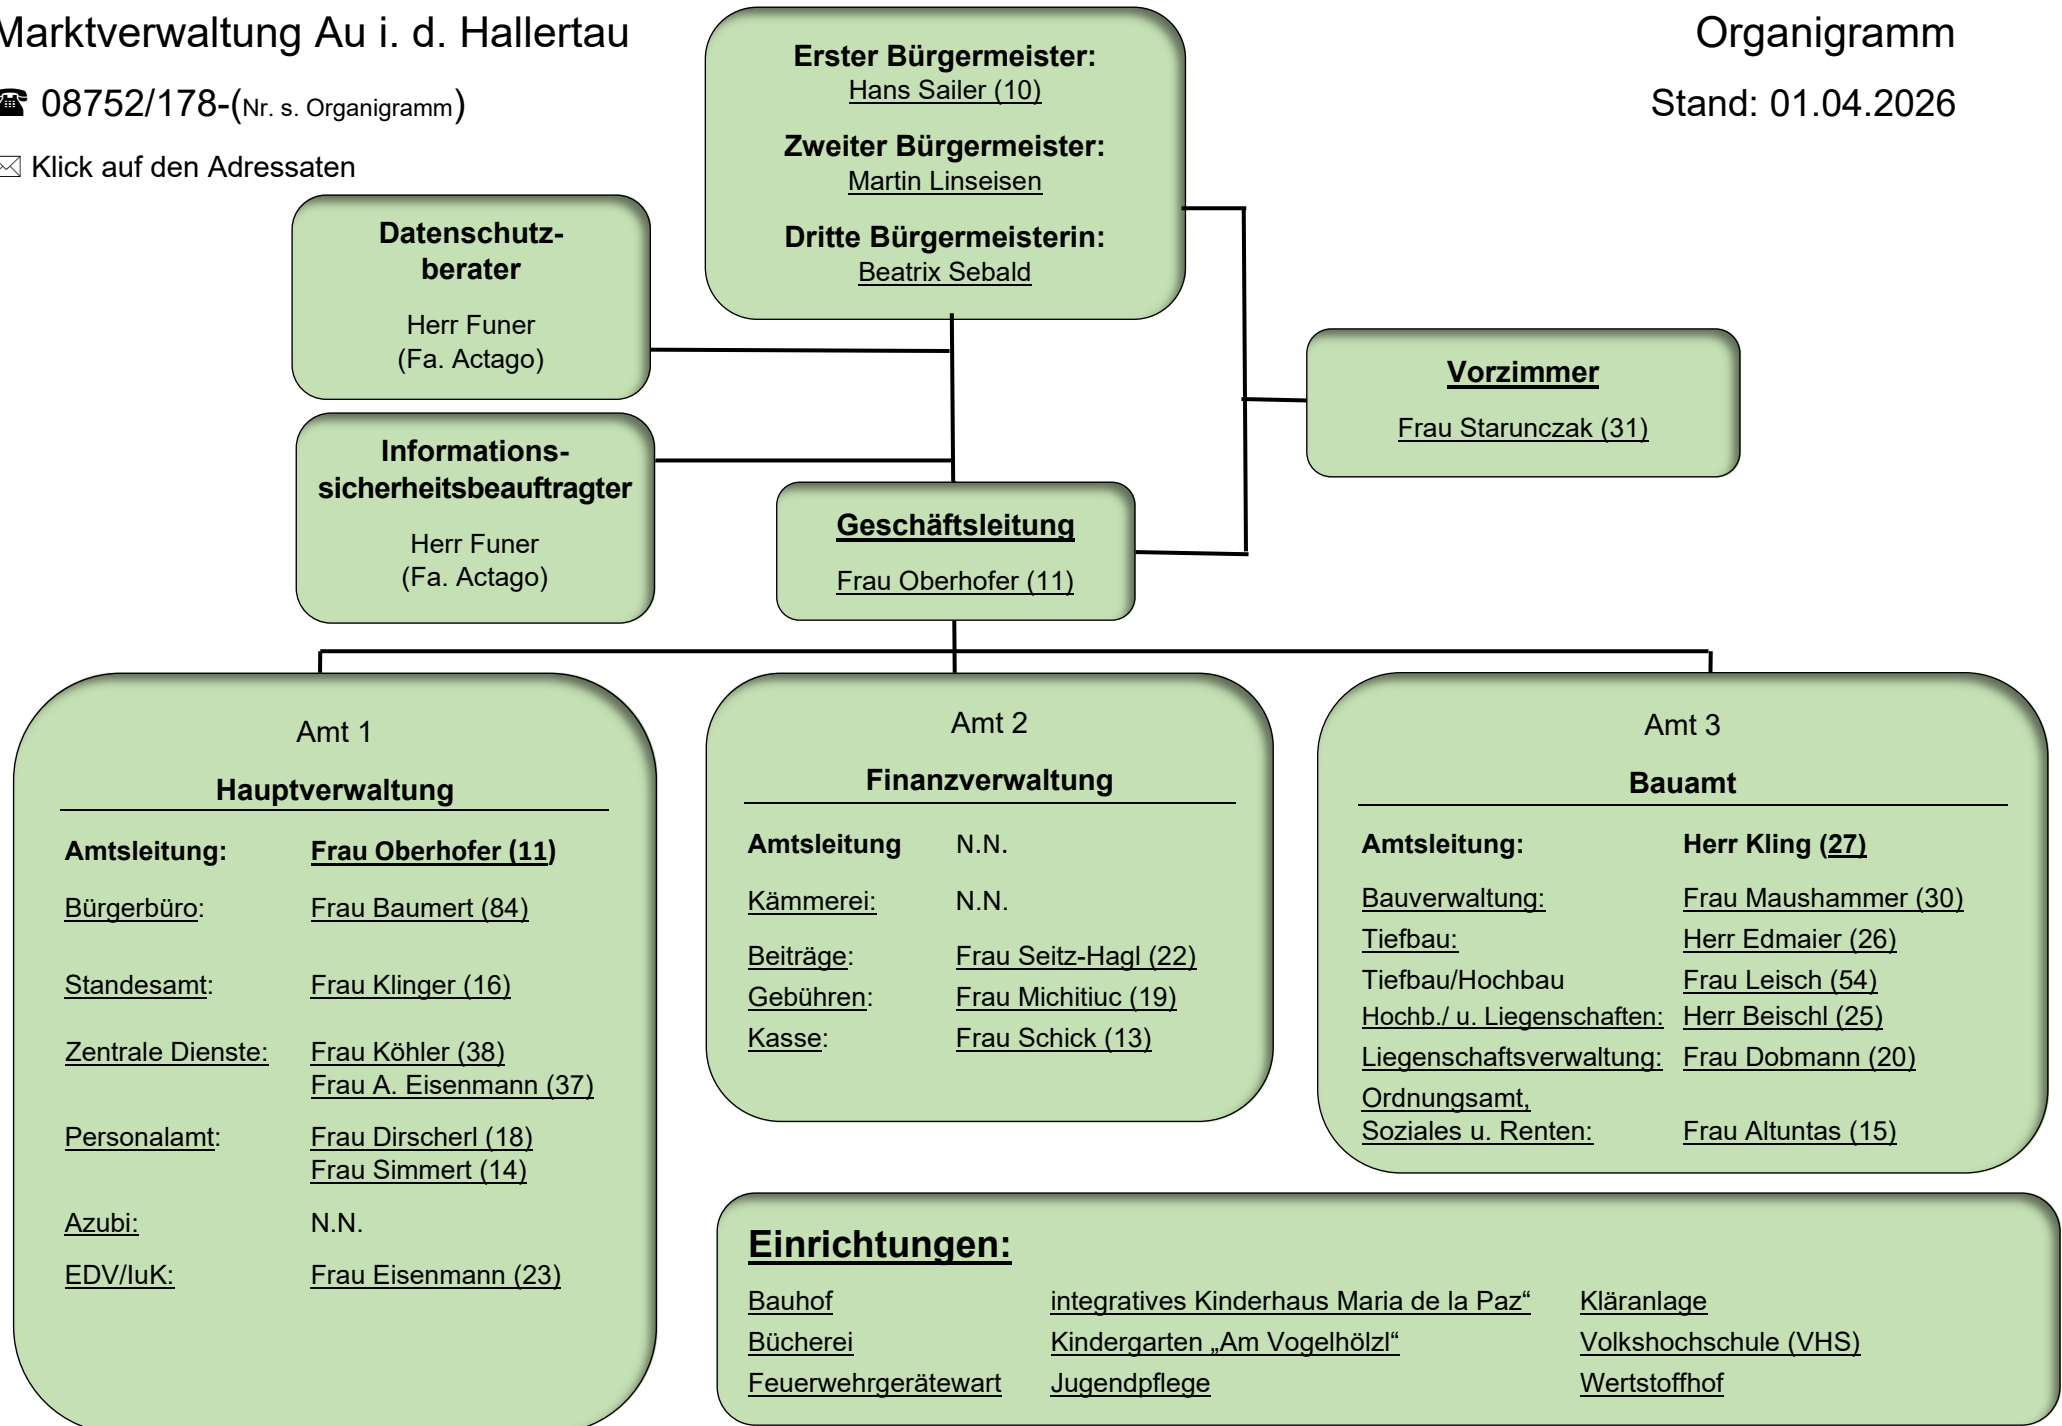 Marktverwaltung Au i. d. Hallertau
☎ 08752/178-(Nr. s. Organigramm)
✉ Klick auf den Adressaten
Organigramm
Stand: 01.04.2026
Erster Bürgermeister:
Hans Sailer (10)
Zweiter Bürgermeister:
Martin Linseisen
Dritte Bürgermeisterin:
Beatrix Sebald
Datenschutz-
berater
Herr Funer
(Fa. Actago)
Vorzimmer
Frau Starunczak (31)
Informations-
sicherheitsbeauftragter
Herr Funer
(Fa. Actago)
Geschäftsleitung
Frau Oberhofer (11)
Amt 1
Hauptverwaltung
Amtsleitung: Frau Oberhofer (11)
Bürgerbüro: Frau Baumert (84)
Standesamt: Frau Klinger (16)
Zentrale Dienste: Frau Köhler (38)
Frau A. Eisenmann (37)
Personalamt: Frau Dirscherl (18)
Frau Simmert (14)
Azubi: N.N.
EDV/IuK: Frau Eisenmann (23)
Amt 2
Finanzverwaltung
Amtsleitung N.N.
Kämmerei: N.N.
Beiträge: Frau Seitz-Hagl (22)
Gebühren: Frau Michitiuc (19)
Kasse: Frau Schick (13)
Amt 3
Bauamt
Amtsleitung: Herr Kling (27)
Bauverwaltung: Frau Maushammer (30)
Tiefbau: Herr Edmaier (26)
Tiefbau/Hochbau Frau Leisch (54)
Hochb./ u. Liegenschaften: Herr Beischl (25)
Liegenschaftsverwaltung: Frau Dobmann (20)
Ordnungsamt,
Soziales u. Renten: Frau Altuntas (15)
Einrichtungen:
Bauhof integratives Kinderhaus Maria de la Paz“ Kläranlage
Bücherei Kindergarten „Am Vogelhölzl“ Volkshochschule (VHS)
Feuerwehrgerätewart Jugendpflege Wertstoffhof